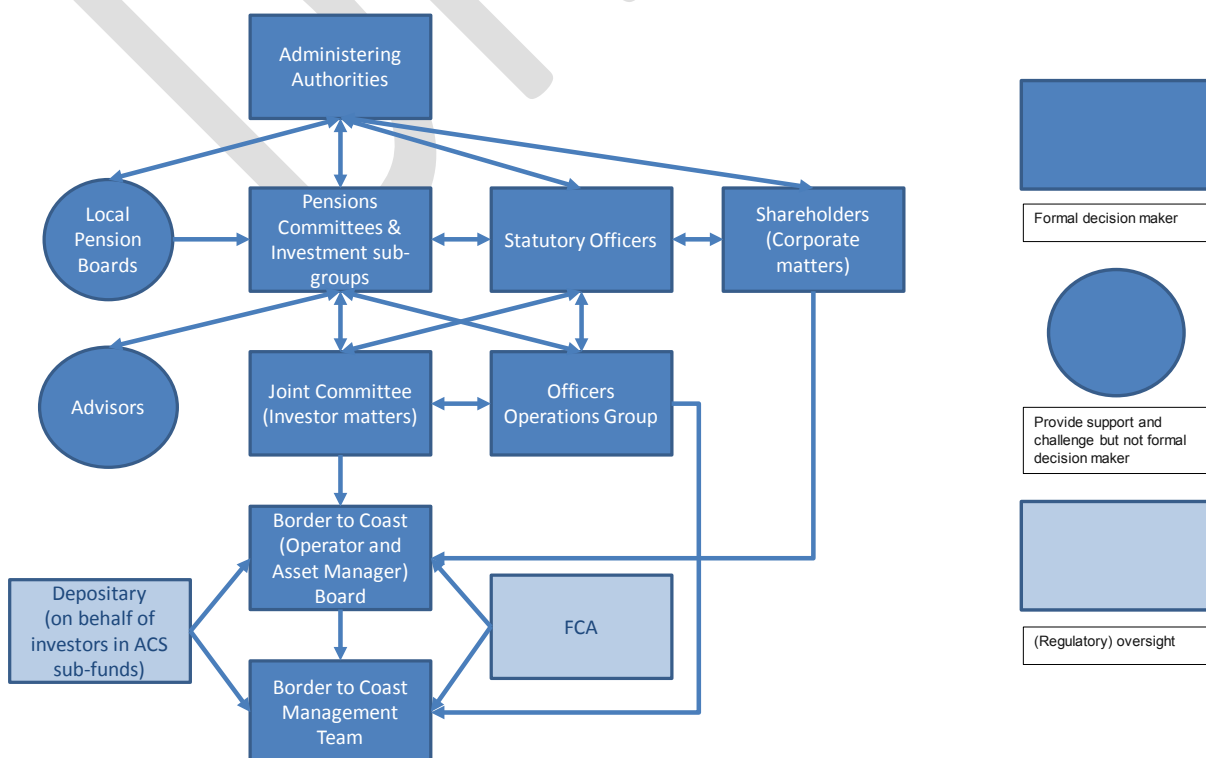 Administering
Authorities
Local
Pension
Boards
Pensions
Committees &
Investment sub-
groups
Statutory Officers
Shareholders
(Corporate
matters)
Advisors
Joint Committee
(Investor matters)
Officers
Operations Group
Border to Coast
(Operator and
Asset Manager)
Board
Depositary
(on behalf of
investors in ACS
sub-funds)
FCA
Border to Coast
Management
Team
Formal decision maker
Provide support and
challenge but not formal
decision maker
(Regulatory) oversight